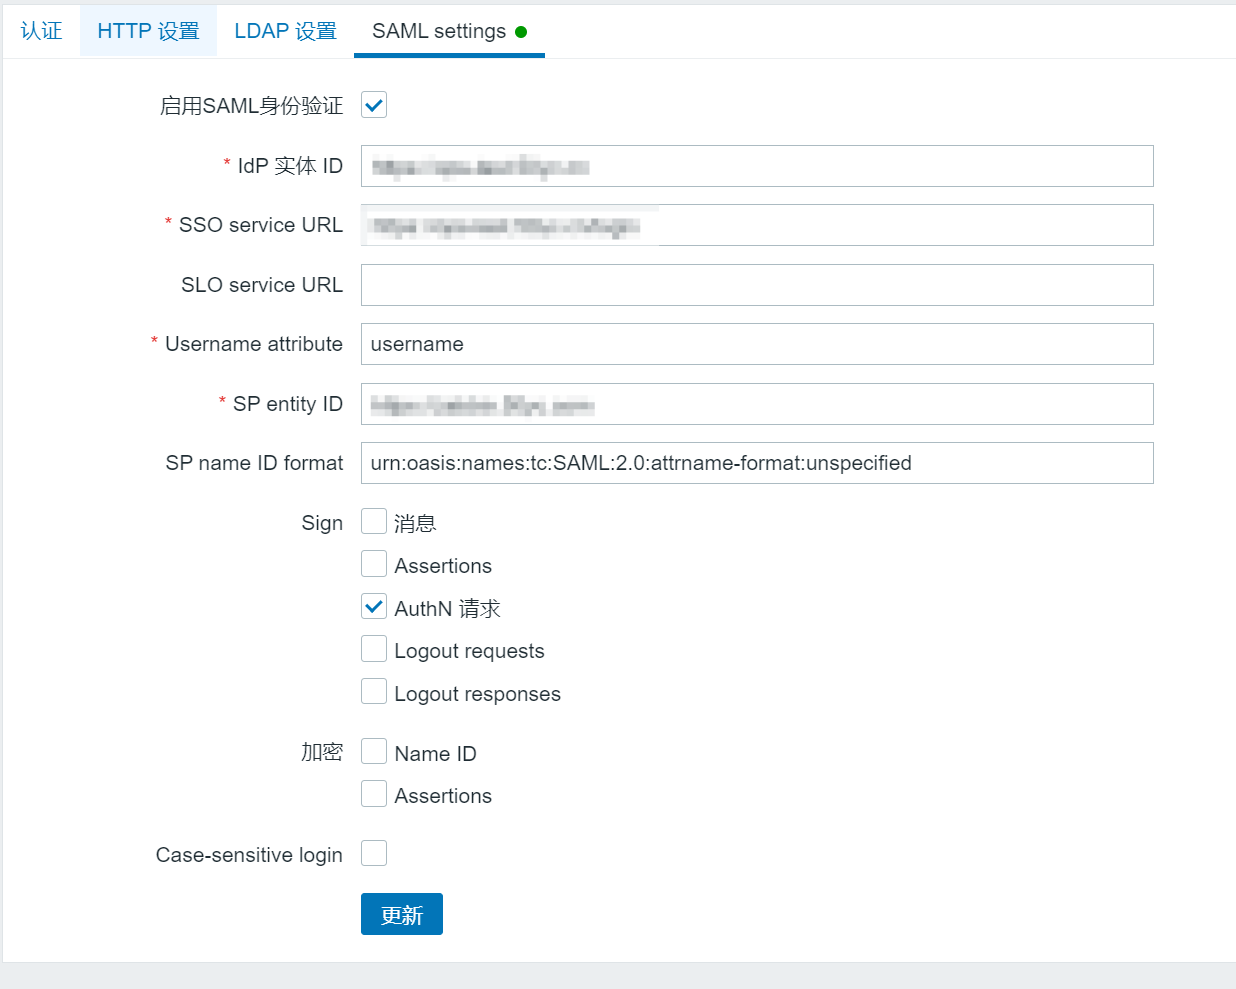 认证 HTTP 设置 LDAP 设置 SAML settings
启用SAML身份验证
* IdP 实体 ID
* SSO service URL
SLO service URL
* Username attribute username
* SP entity ID
SP name ID format urn:oasis:names:tc:SAML:2.0:attrname-format:unspecified
Sign 消息
Assertions
AuthN 请求
Logout requests
Logout responses
加密 Name ID
Assertions
Case-sensitive login
更新